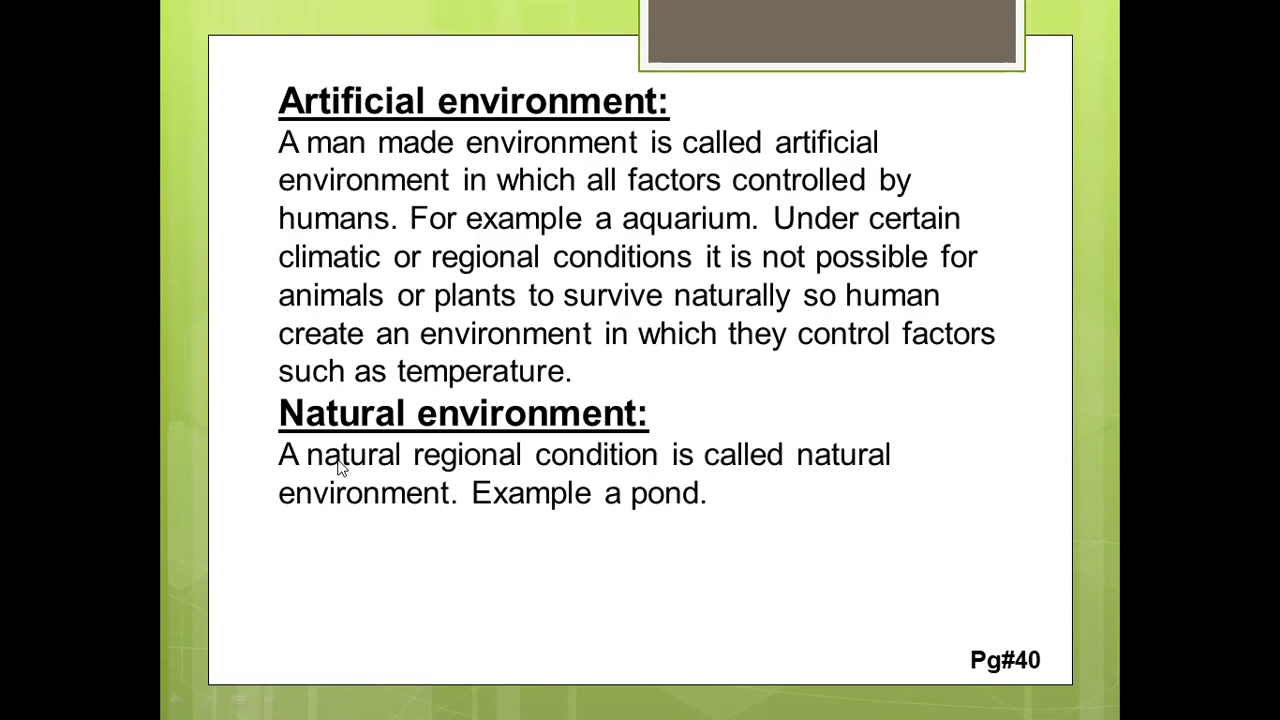 Artificial environment:
A man made environment is called artificial
environment in which all factors controlled by
humans. For example a aquarium. Under certain
climatic or regional conditions it is not possible for
animals or plants to survive naturally so human
create an environment in which they control factors
such as temperature.
Natural environment:
A natural regional condition is called natural
environment. Example a pond.
Pg#40